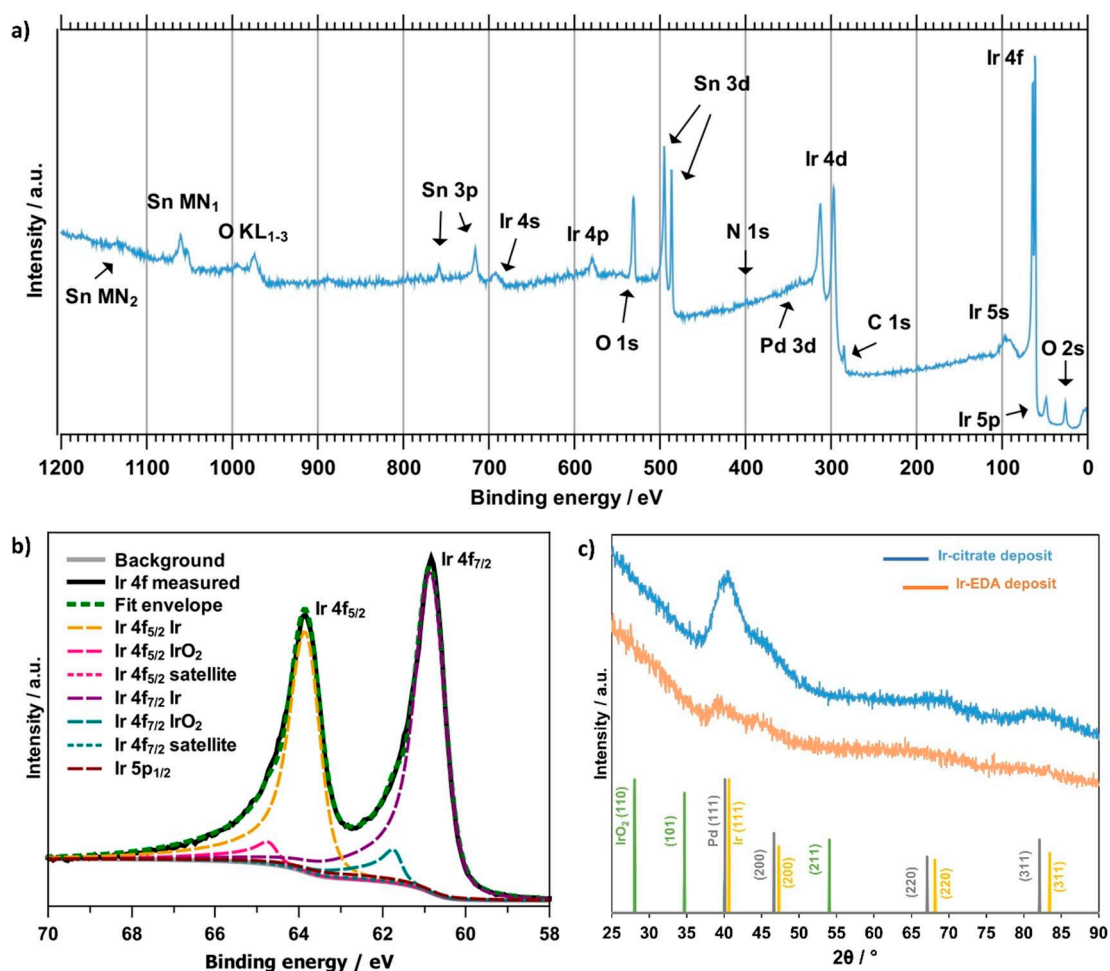 a)
Intensity / a.u.
Sn MN₂
Sn MN₁
O KL₁₋₃
Sn 3p
Ir 4s
Ir 4p
O 1s
Sn 3d
N 1s
Pd 3d
Ir 4d
C 1s
Ir 5s
Ir 4f
Ir 5p
O 2s
1200 1100 1000 900 800 700 600 500 400 300 200 100 0
Binding energy / eV
b)
Intensity / a.u.
Background
Ir 4f measured
Fit envelope
Ir 4f₅/₂ Ir
Ir 4f₅/₂ IrO₂
Ir 4f₅/₂ satellite
Ir 4f₇/₂ Ir
Ir 4f₇/₂ IrO₂
Ir 4f₇/₂ satellite
Ir 5p₁/₂
Ir 4f₅/₂
Ir 4f₇/₂
70 68 66 64 62 60 58
Binding energy / eV
c)
Intensity / a.u.
Ir-citrate deposit
Ir-EDA deposit
IrO₂ (110)
(101)
Pd (111)
Ir (111)
(200)
(200)
(211)
(220)
(220)
(311)
(311)
25 30 35 40 45 50 55 60 65 70 75 80 85 90
2θ / °